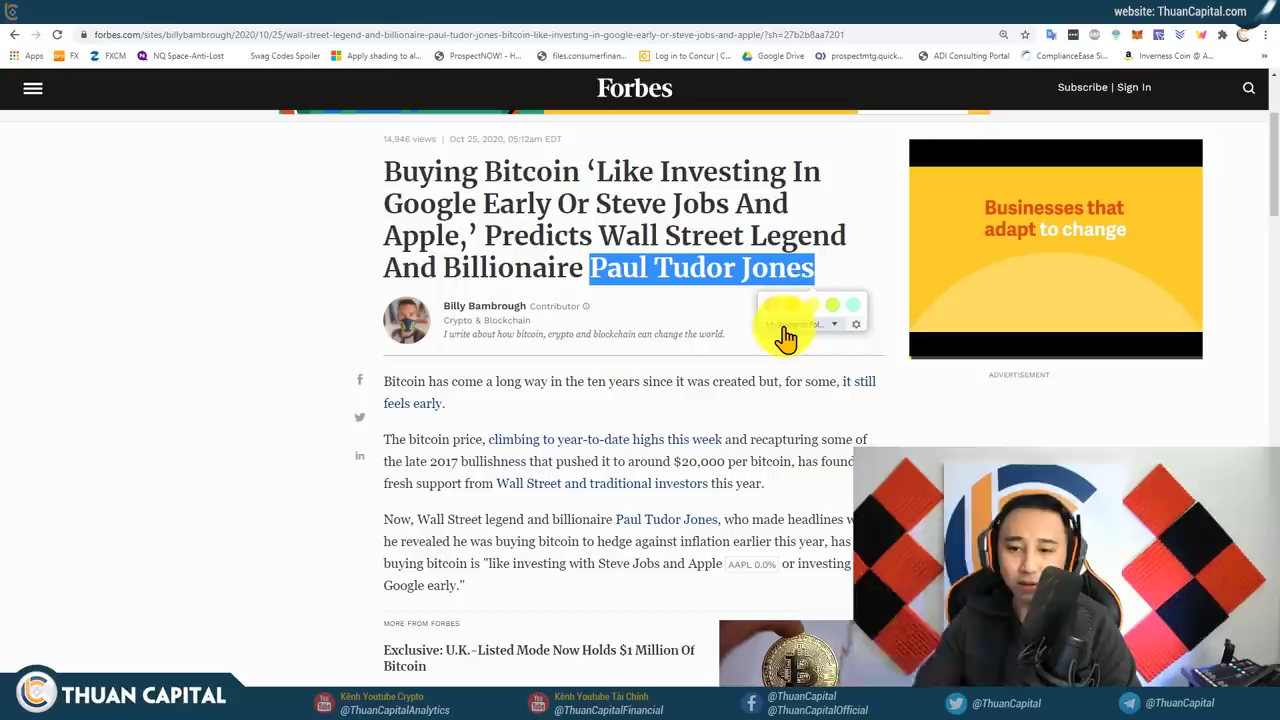 website: ThuanCapital.com
forbes.com/sites/billybambrough/2020/10/25/wall-street-legend-and-billionaire-paul-tudor-jones-bitcoin-like-investing-in-google-early-or-steve-jobs-and-apple/?sh=27b2b8aa7201
Apps FX FXCM NQ Space-Anti-Lost Swag Codes Spoiler Apply shading to al... ProspectNOW! - Ho... files.consumerfinan... Log in to Concur | C... Google Drive prospectmtg.quick... ADI Consulting Portal ComplianceEase Si... Inverness Coin @ A... »
Forbes
Subscribe | Sign In
14,946 views | Oct 25, 2020, 05:12am EDT
Buying Bitcoin ‘Like Investing In
Google Early Or Steve Jobs And
Apple,’ Predicts Wall Street Legend
And Billionaire Paul Tudor Jones
Billy Bambrough Contributor
Crypto & Blockchain
I write about how bitcoin, crypto and blockchain can change the world.
Businesses that
adapt to change
ADVERTISEMENT
Bitcoin has come a long way in the ten years since it was created but, for some, it still
feels early.
The bitcoin price, climbing to year-to-date highs this week and recapturing some of
the late 2017 bullishness that pushed it to around $20,000 per bitcoin, has found
fresh support from Wall Street and traditional investors this year.
Now, Wall Street legend and billionaire Paul Tudor Jones, who made headlines
he revealed he was buying bitcoin to hedge against inflation earlier this year, has
buying bitcoin is "like investing with Steve Jobs and Apple AAPL 0.0% or investing
Google early."
MORE FROM FORBES
Exclusive: U.K.-Listed Mode Now Holds $1 Million Of
Bitcoin
THUAN CAPITAL
Kênh Youtube Crypto
@ThuanCapitalAnalytics
Kênh Youtube Tài Chính
@ThuanCapitalFinancial
@ThuanCapital
@ThuanCapitalOfficial
@ThuanCapital
@ThuanCapital